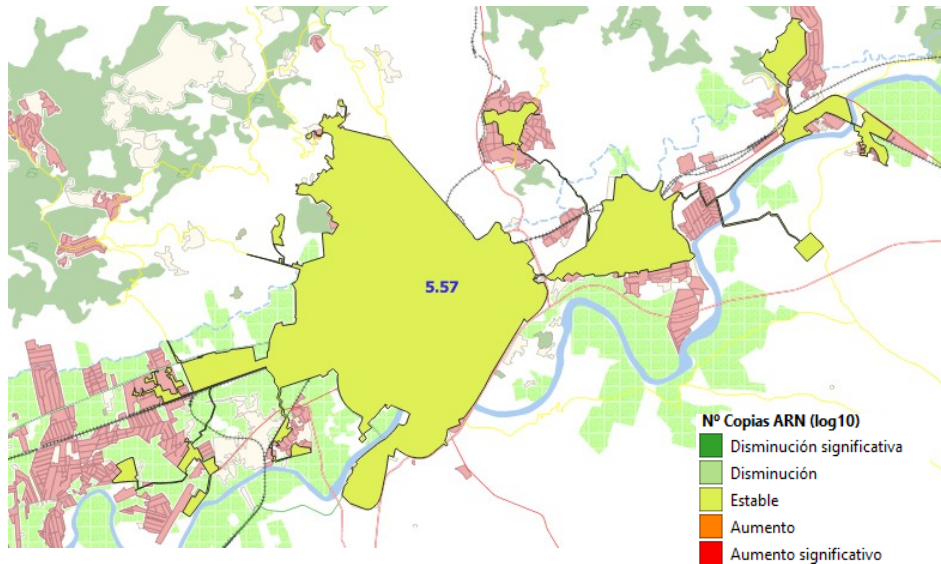 5.57
Nº Copias ARN (log10)
Disminución significativa
Disminución
Estable
Aumento
Aumento significativo